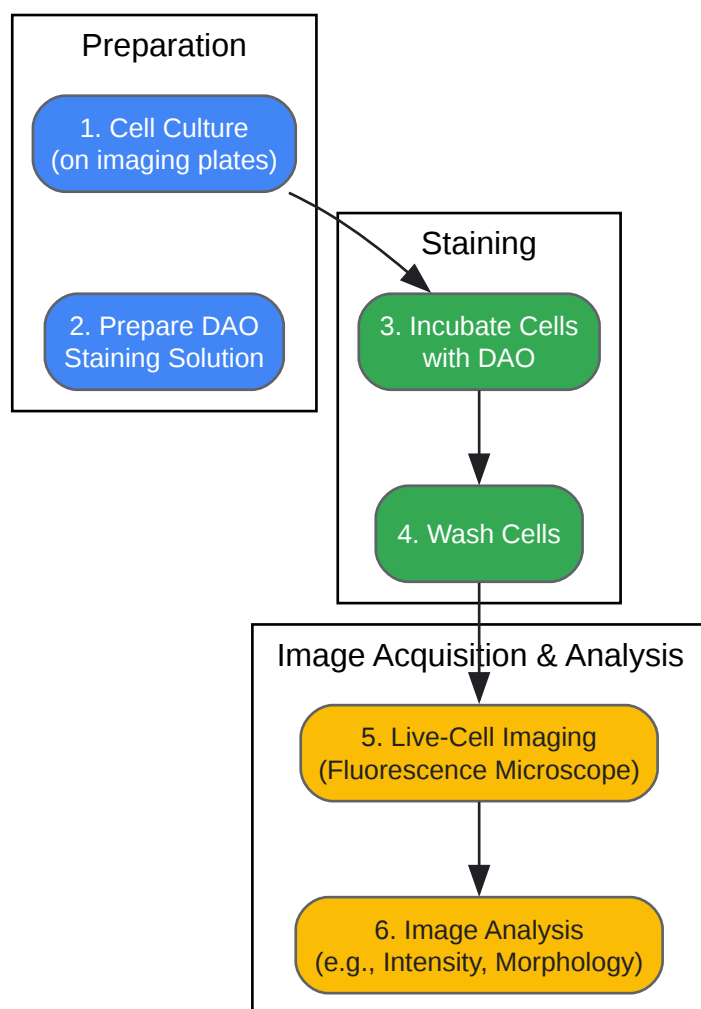 Preparation
1. Cell Culture
(on imaging plates)
2. Prepare DAO
Staining Solution
Staining
3. Incubate Cells
with DAO
4. Wash Cells
Image Acquisition & Analysis
5. Live-Cell Imaging
(Fluorescence Microscope)
6. Image Analysis
(e.g., Intensity, Morphology)